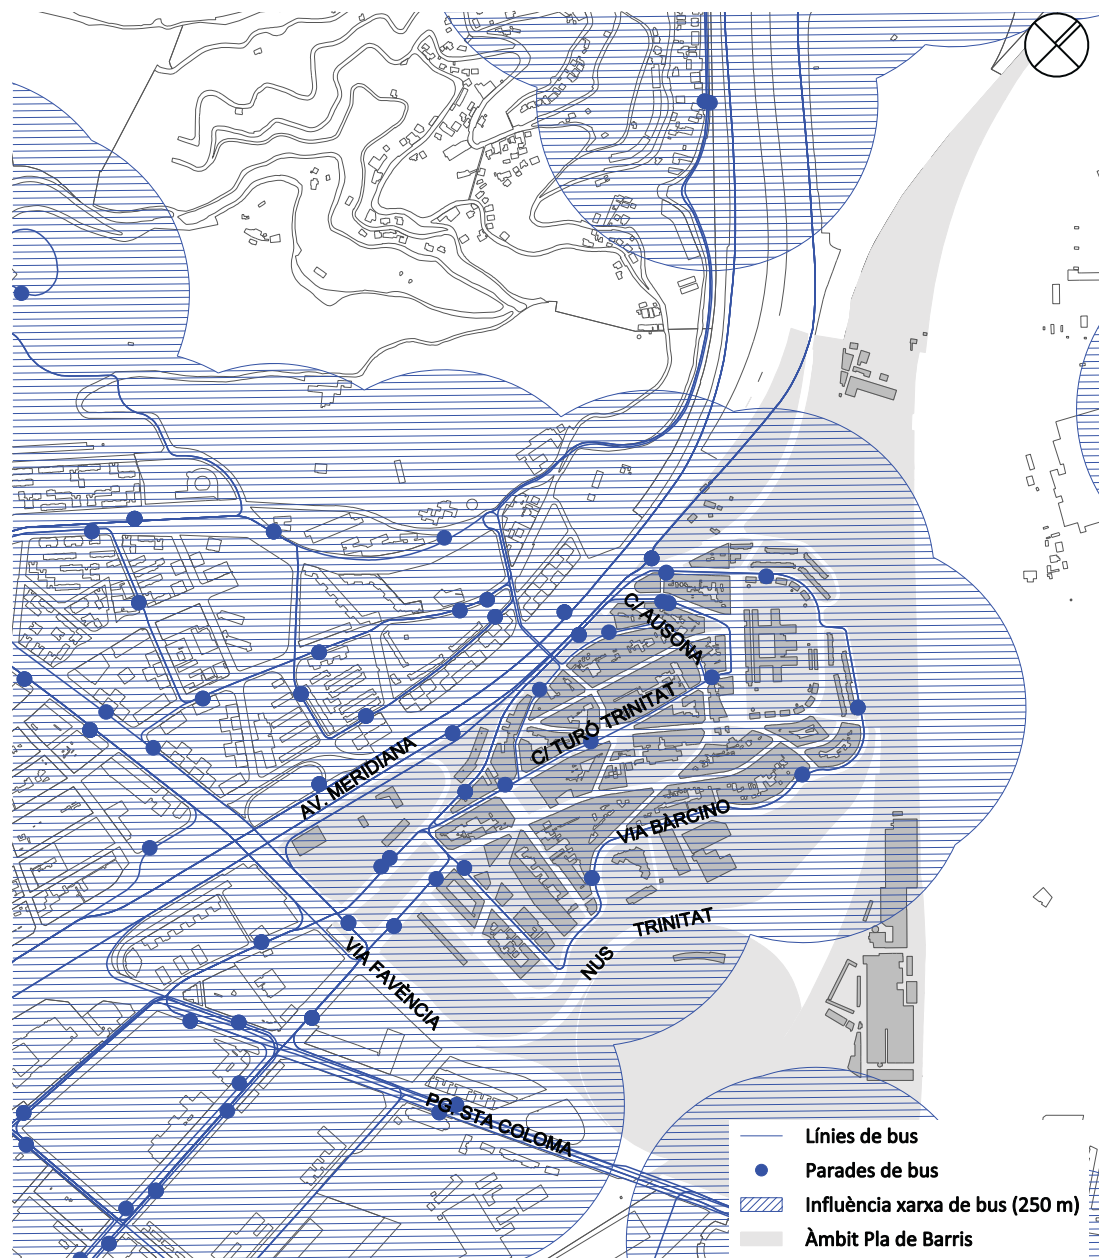 C/ AUSONA
C/ TURÓ TRINITAT
AV. MERIDIANA
VIA BÀRCINO
TRINITAT
NUS
VIA FAVÈNCIA
PG. STA COLOMA
Línies de bus
Parades de bus
Influència xarxa de bus (250 m)
Àmbit Pla de Barris